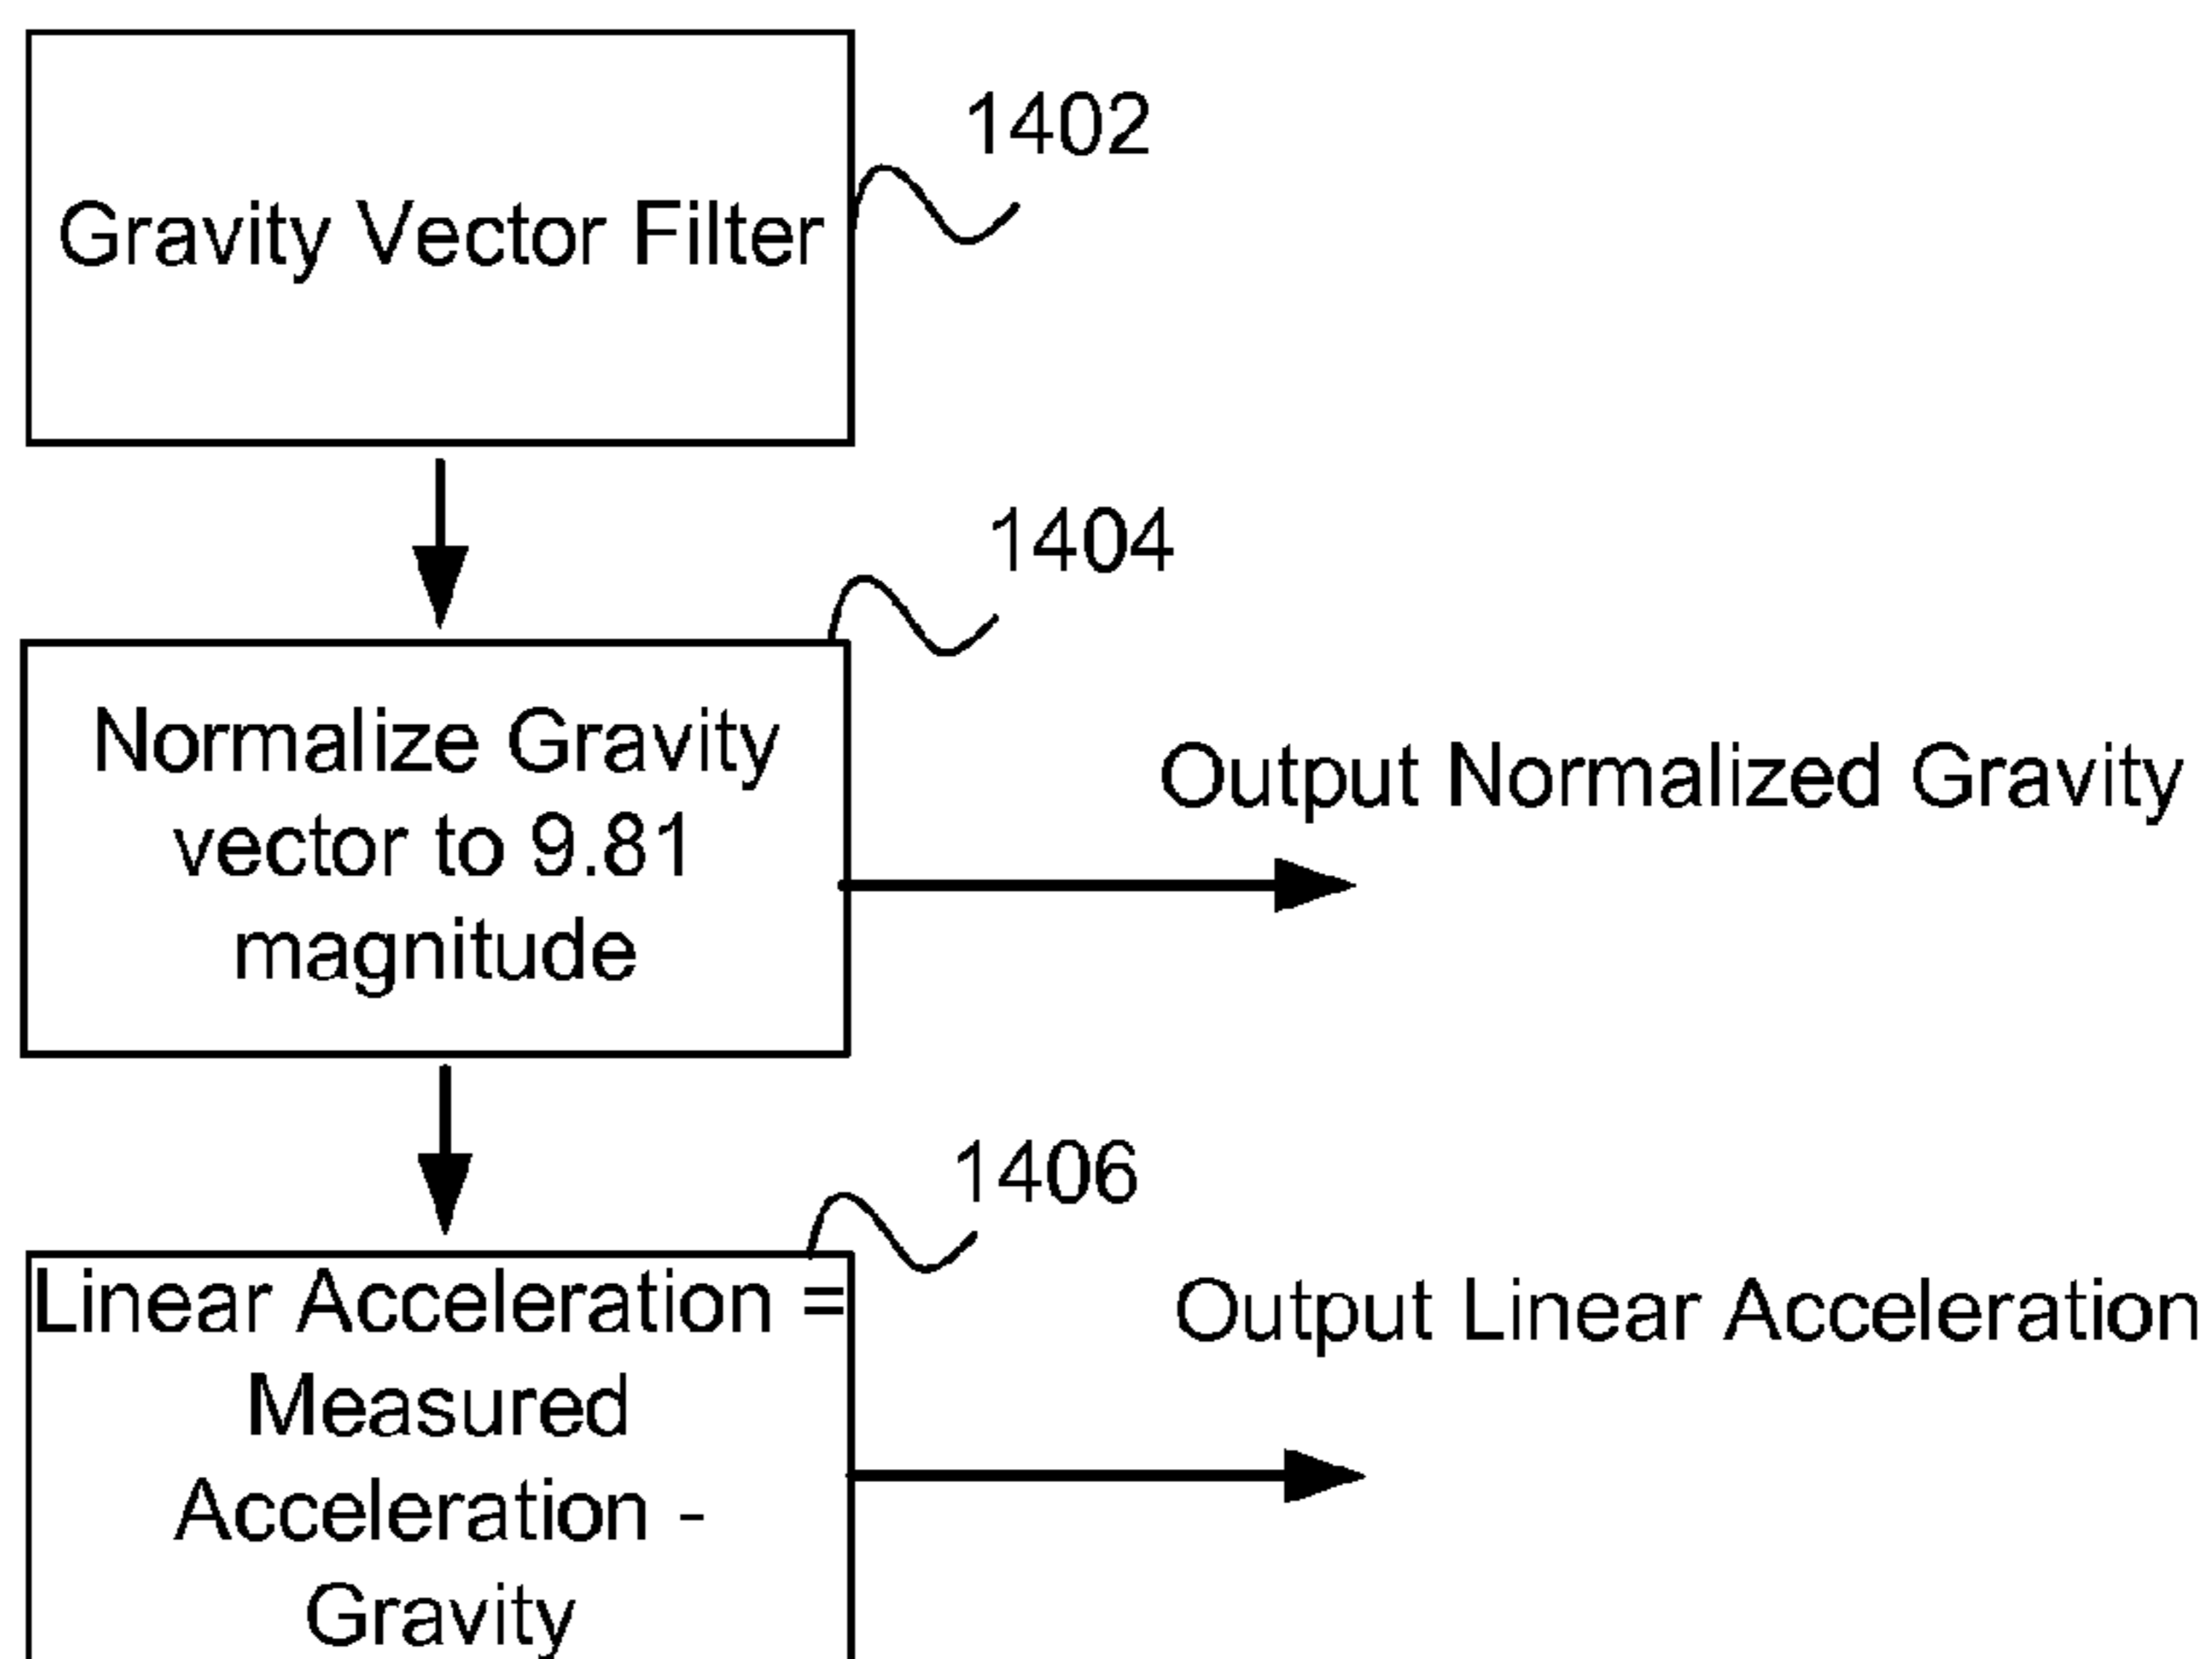 1402
Gravity Vector Filter
1404
Normalize Gravity
vector to 9.81
magnitude
Output Normalized Gravity
1406
Linear Acceleration =
Measured
Acceleration -
Gravity
Output Linear Acceleration